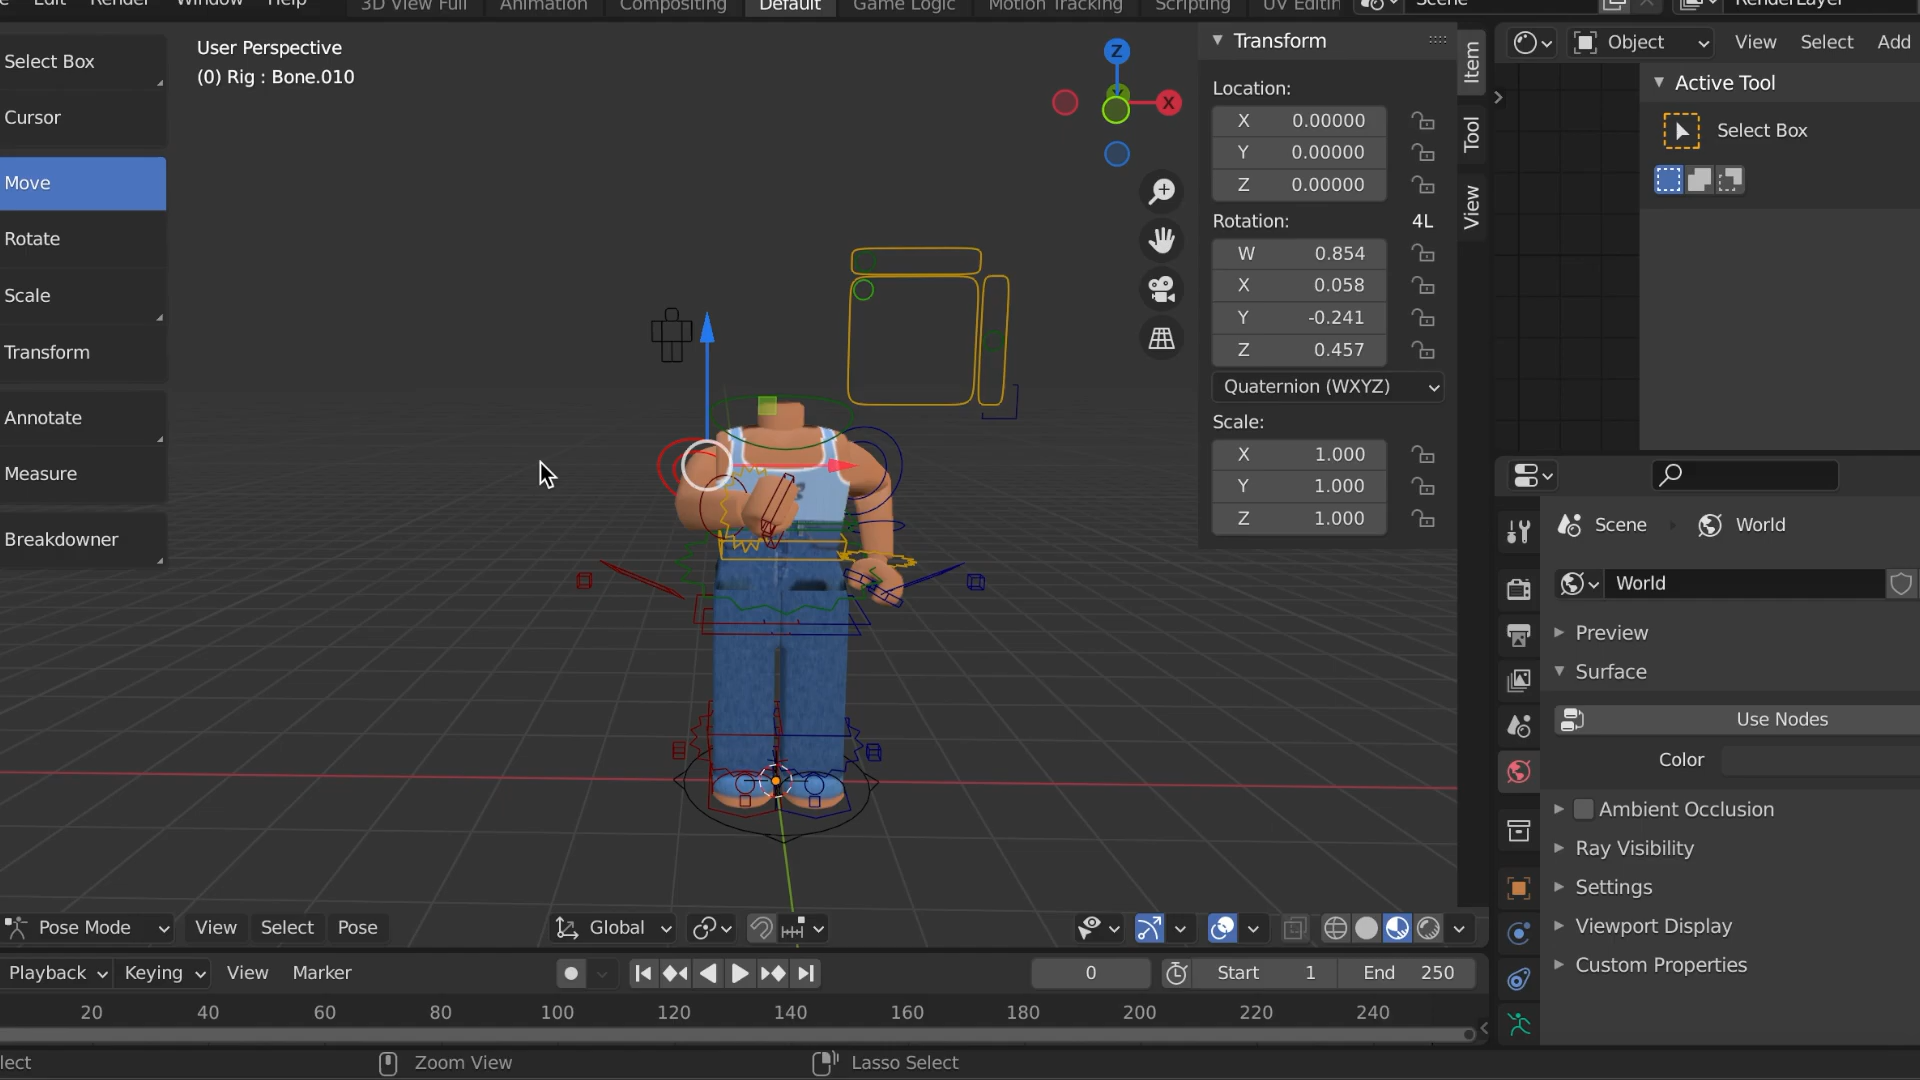 Edit Render Window Help
3D View Full Animation Compositing Default Game Logic Motion Tracking Scripting UV Editin Scene RenderLayer
User Perspective
(0) Rig : Bone.010
Select Box
Cursor
Move
Rotate
Scale
Transform
Annotate
Measure
Breakdowner
Z
X
Transform
Location:
X 0.00000
Y 0.00000
Z 0.00000
Rotation: 4L
W 0.854
X 0.058
Y -0.241
Z 0.457
Quaternion (WXYZ)
Scale:
X 1.000
Y 1.000
Z 1.000
Item
Tool
View
Object View Select Add
Active Tool
Select Box
Scene World
World
Preview
Surface
Use Nodes
Color
Ambient Occlusion
Ray Visibility
Settings
Viewport Display
Custom Properties
Pose Mode View Select Pose Global
Playback Keying View Marker 0 Start 1 End 250
20 40 60 80 100 120 140 160 180 200 220 240
lect Zoom View Lasso Select